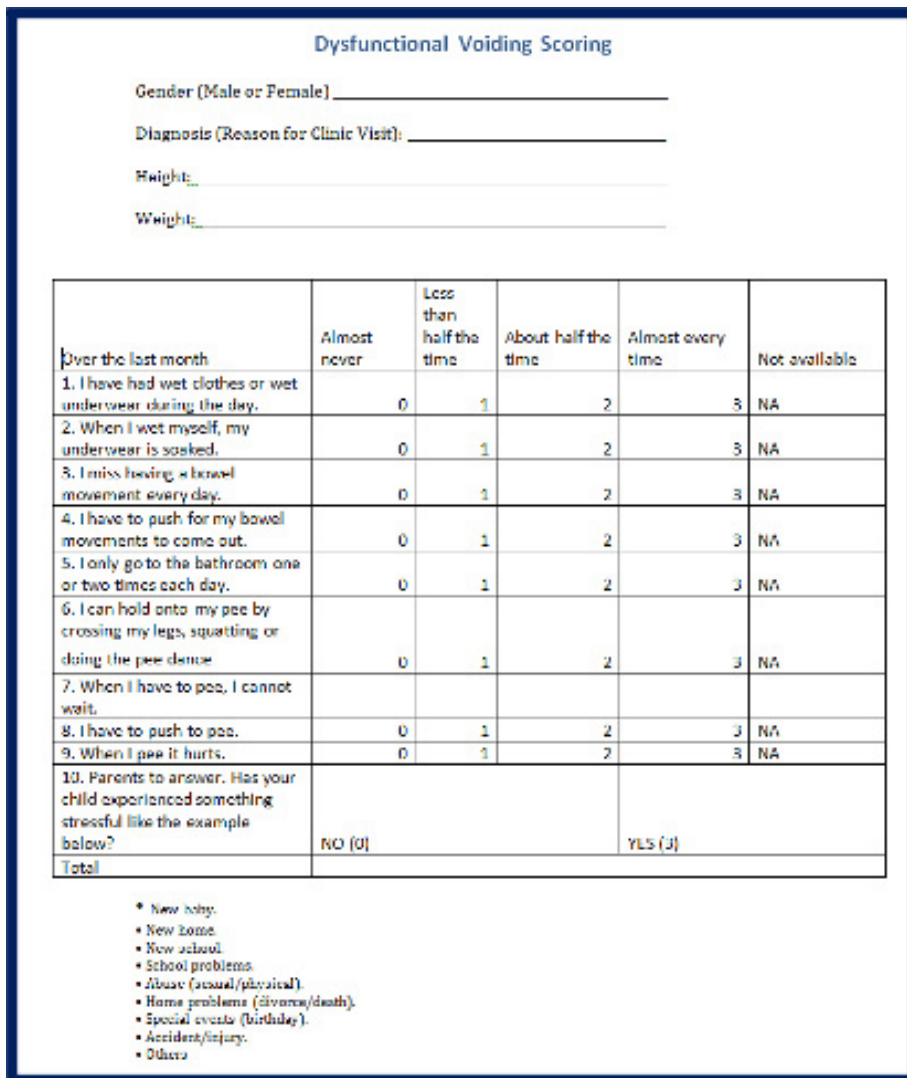 Dysfunctional Voiding Scoring
Gender (Male or Female)
Diagnosis (Reason for Clinic Visit):
Height:
Weight:
Over the last month | Almost never | Less than half the time | About half the time | Almost every time | Not available
1. I have had wet clothes or wet underwear during the day. | 0 | 1 | 2 | 3 | NA
2. When I wet myself, my underwear is soaked. | 0 | 1 | 2 | 3 | NA
3. I miss having a bowel movement every day. | 0 | 1 | 2 | 3 | NA
4. I have to push for my bowel movements to come out. | 0 | 1 | 2 | 3 | NA
5. I only go to the bathroom one or two times each day. | 0 | 1 | 2 | 3 | NA
6. I can hold onto my pee by crossing my legs, squatting or doing the pee dance | 0 | 1 | 2 | 3 | NA
7. When I have to pee, I cannot wait.
8. I have to push to pee. | 0 | 1 | 2 | 3 | NA
9. When I pee it hurts. | 0 | 1 | 2 | 3 | NA
10. Parents to answer. Has your child experienced something stressful like the example below? | NO (0) | YES (3)
Total
* New baby.
• New home.
• New school.
• School problems.
• Abuse (sexual/physical).
• Home problems (divorce/death).
• Special events (birthday).
• Accident/injury.
• Others